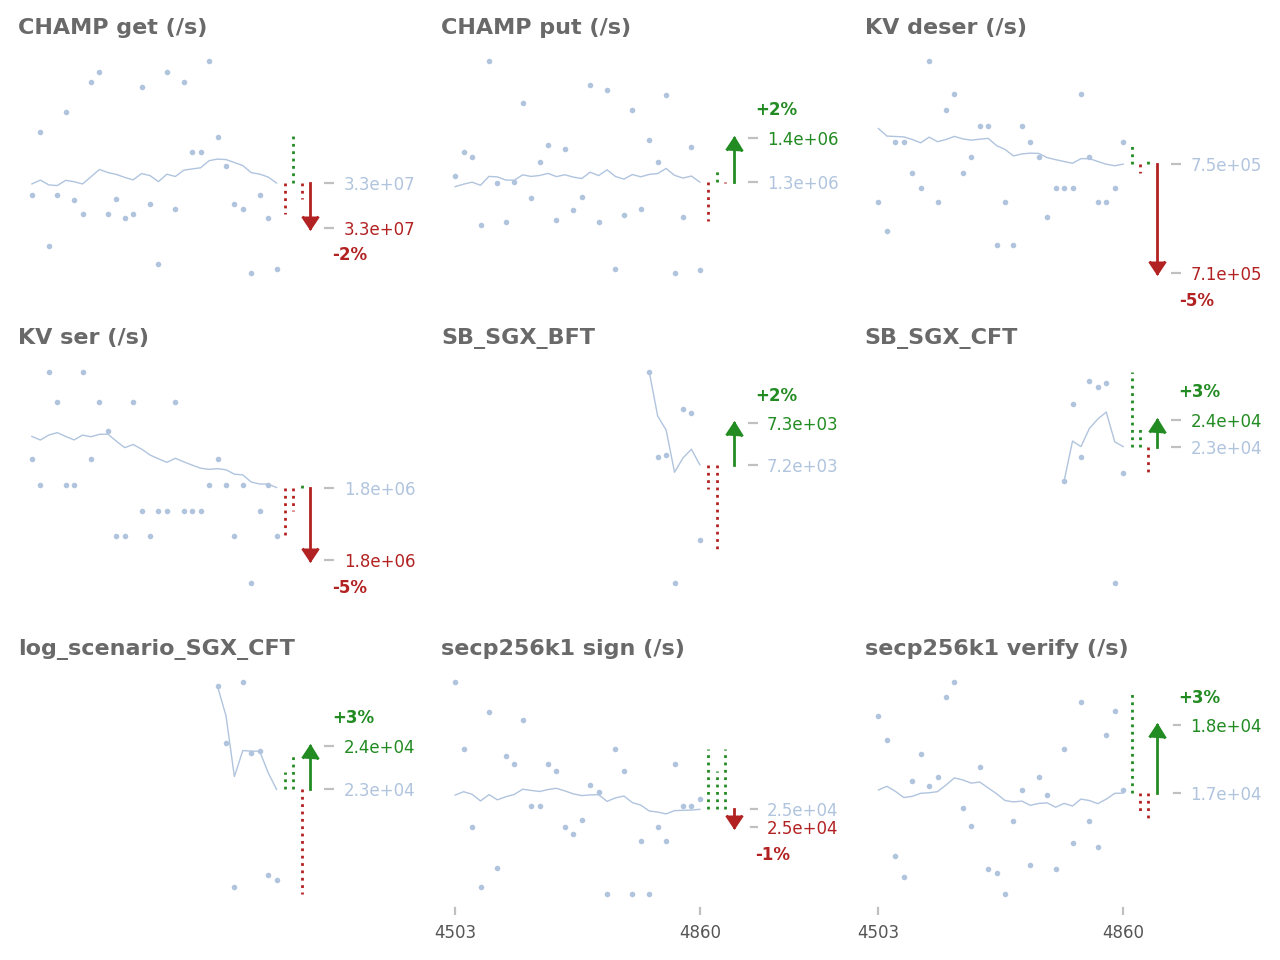 CHAMP get (/s)
CHAMP put (/s)
KV deser (/s)
3.3e+07
3.3e+07
-2%
+2%
1.4e+06
1.3e+06
7.5e+05
7.1e+05
-5%
KV ser (/s)
SB_SGX_BFT
SB_SGX_CFT
1.8e+06
1.8e+06
-5%
+2%
7.3e+03
7.2e+03
+3%
2.4e+04
2.3e+04
log_scenario_SGX_CFT
secp256k1 sign (/s)
secp256k1 verify (/s)
+3%
2.4e+04
2.3e+04
2.5e+04
2.5e+04
-1%
+3%
1.8e+04
1.7e+04
4503
4860
4503
4860